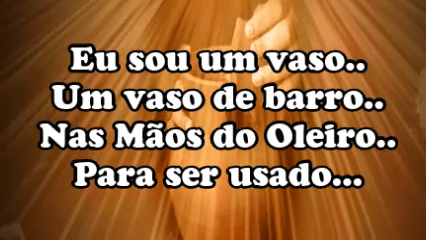 Eu sou um vaso..
Um vaso de barro..
Nas Mãos do Oleiro..
Para ser usado...